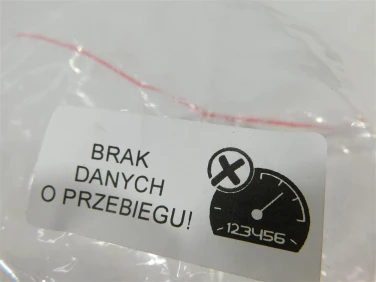 BRAK
DANYCH
O PRZEBIEGU!
123456